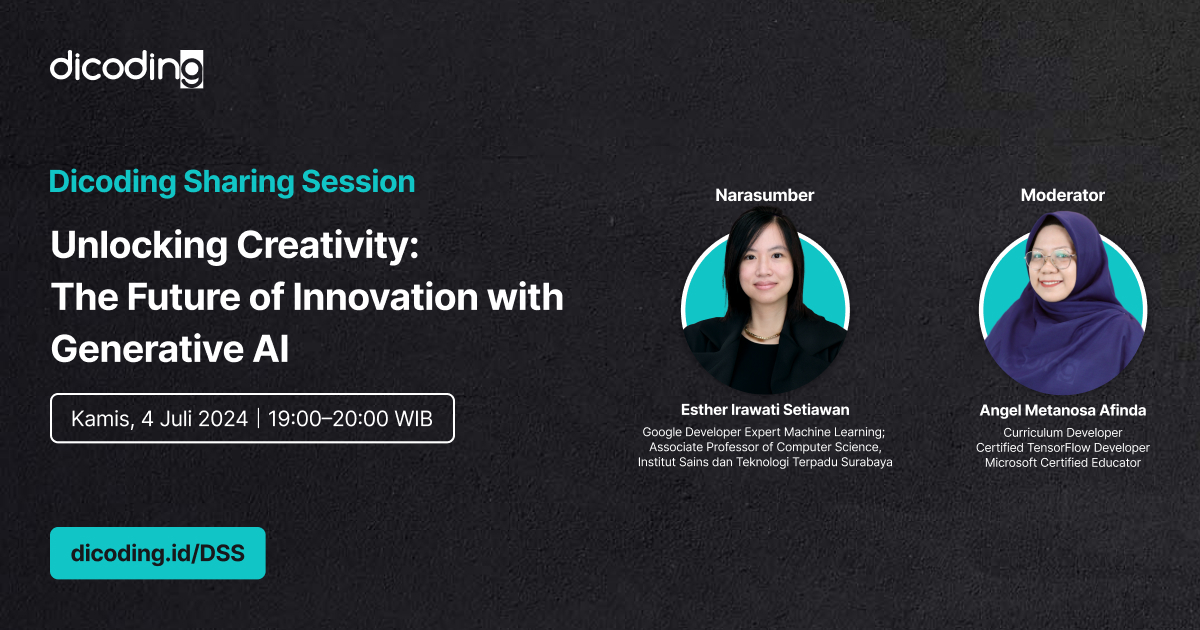 dicoding
Dicoding Sharing Session
Unlocking Creativity:
The Future of Innovation with
Generative AI
Kamis, 4 Juli 2024 | 19:00–20:00 WIB
dicoding.id/DSS
Narasumber
Esther Irawati Setiawan
Google Developer Expert Machine Learning;
Associate Professor of Computer Science,
Institut Sains dan Teknologi Terpadu Surabaya
Moderator
Angel Metanosa Afinda
Curriculum Developer
Certified TensorFlow Developer
Microsoft Certified Educator